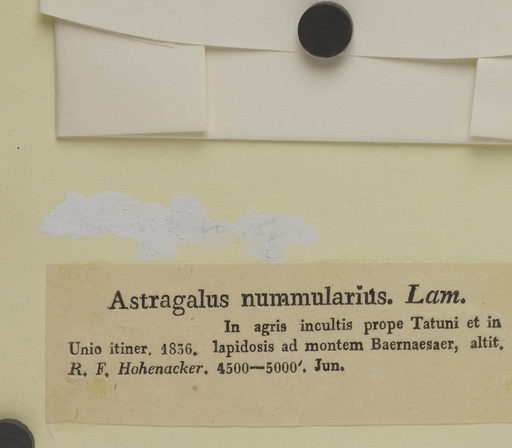 Astragalus nummularius. Lam.
In agris incultis prope Tatuni et in
Unio itiner. 1836. lapidosis ad montem Baernaesaer, altit.
R. F. Hohenacker. 4500—5000′. Jun.